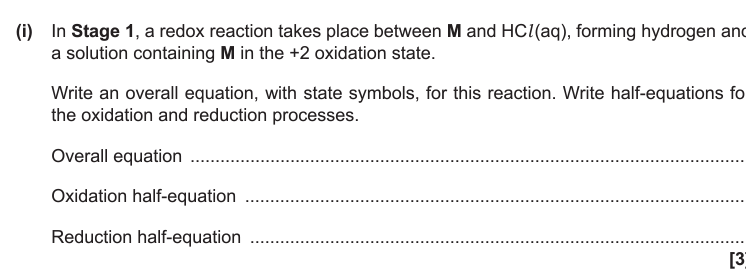 (i) In Stage 1, a redox reaction takes place between M and HCl(aq), forming hydrogen and
a solution containing M in the +2 oxidation state.
Write an overall equation, with state symbols, for this reaction. Write half-equations fo
the oxidation and reduction processes.
Overall equation ....................................................................................................
Oxidation half-equation ....................................................................................................
Reduction half-equation ....................................................................................................
[3]